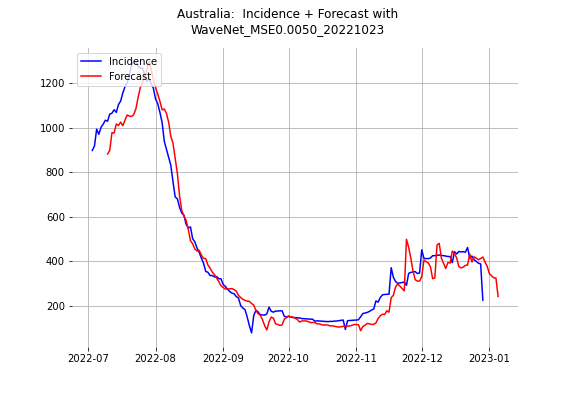 Australia:  Incidence + Forecast with
WaveNet_MSE0.0050_20221023
Incidence
Forecast
1200
1000
800
600
400
200
2022-07 2022-08 2022-09 2022-10 2022-11 2022-12 2023-01